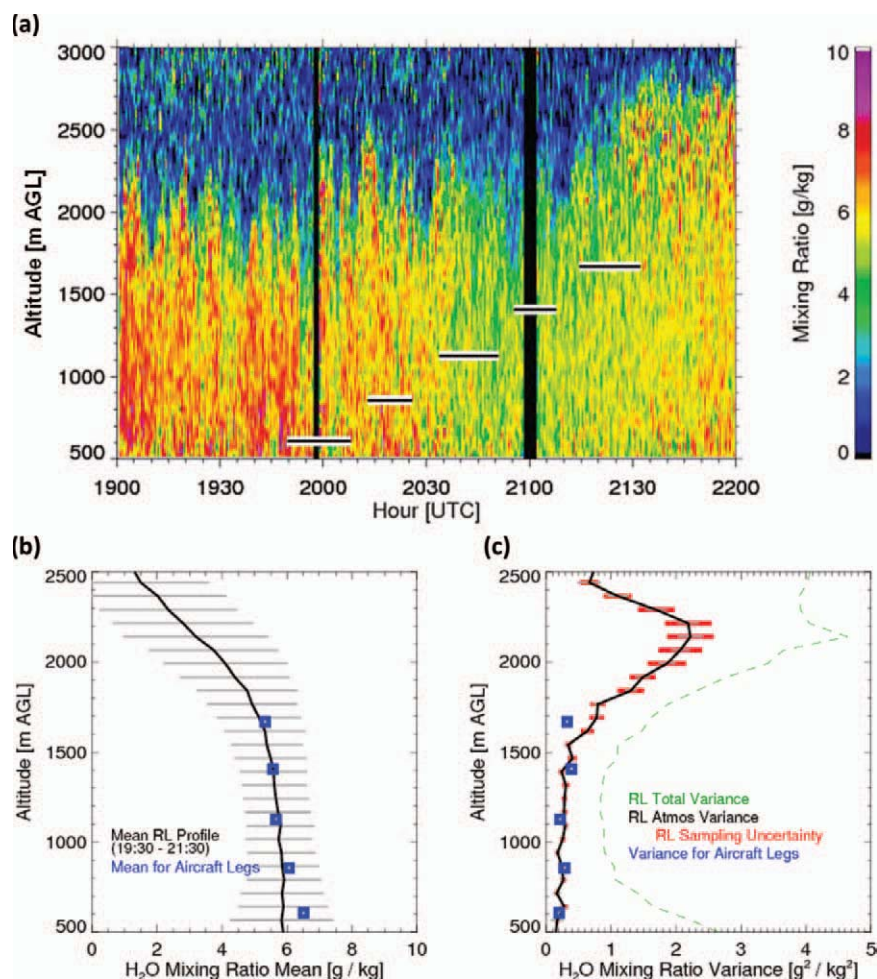 (a)
3000
2500
2000
1500
1000
500
Altitude [m AGL]
1900 1930 2000 2030 2100 2130 2200
Hour [UTC]
10
8
6
4
2
0
Mixing Ratio [g/kg]
(b)
2500
2000
1500
1000
500
Altitude [m AGL]
Mean RL Profile
(19:30 - 21:30)
Mean for Aircraft Legs
0 2 4 6 8 10
H2O Mixing Ratio Mean [g / kg]
(c)
2500
2000
1500
1000
500
Altitude [m AGL]
RL Total Variance
RL Atmos Variance
RL Sampling Uncertainty
Variance for Aircraft Legs
0 1 2 3 4 5
H2O Mixing Ratio Variance [g² / kg²]